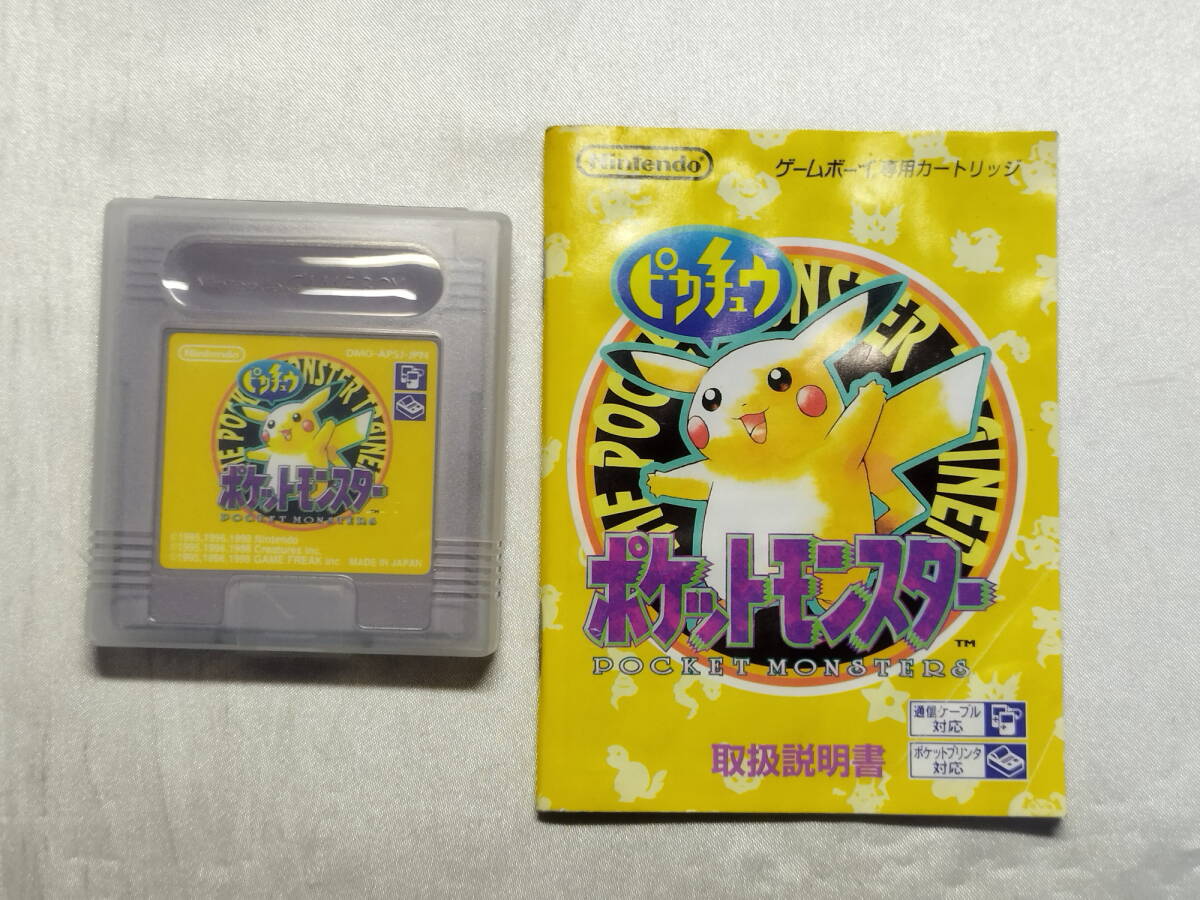 Nintendo
DMG-APSJ-JPN
ピカチュウ
ポケットモンスター
TM
POCKET MONSTERS
©1995,1996,1998 Nintendo
©1995,1996,1998 Creatures inc.
©1995,1996,1998 GAME FREAK inc. MADE IN JAPAN
Nintendo
ゲームボーイ専用カートリッジ
ピカチュウ
ポケットモンスター
TM
POCKET MONSTERS
通信ケーブル
対応
取扱説明書
ポケットプリンタ
対応